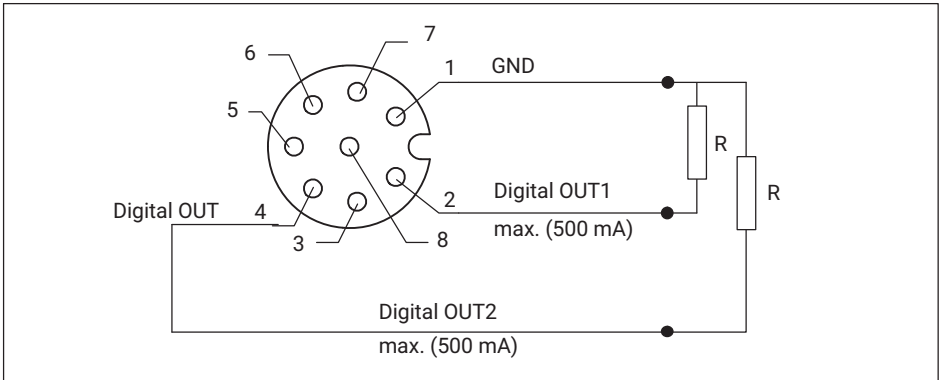 7
6
1 GND
5
R
R
2 Digital OUT1
max. (500 mA)
Digital OUT 4
3
8
Digital OUT2
max. (500 mA)